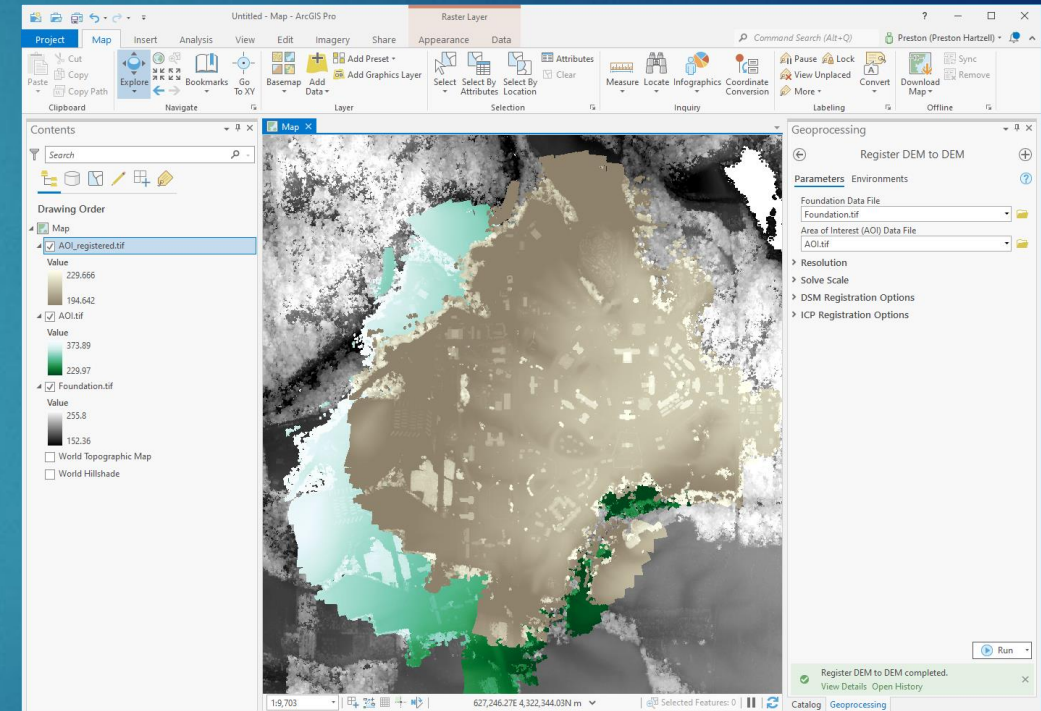 Untitled - Map - ArcGIS Pro
Raster Layer
? 
Project Map Insert Analysis View Edit Imagery Share Appearance Data
Command Search (Alt+Q)
Preston (Preston Hartzell)
Paste
Cut
Copy
Copy Path
Clipboard
Explore
Bookmarks
Go To XY
Navigate
Basemap
Add Data
Add Preset
Add Graphics Layer
Layer
Select
Select By Attributes
Select By Location
Attributes
Clear
Selection
Measure
Locate
Infographics
Coordinate Conversion
Inquiry
Pause
Lock
View Unplaced
More
Convert
Labeling
Download Map
Sync
Remove
Offline
Contents
Search
Drawing Order
Map
AOI_registered.tif
Value
229.666
194.642
AOI.tif
Value
373.89
229.97
Foundation.tif
Value
255.8
152.36
World Topographic Map
World Hillshade
Map
1:9,703
627,246.27E 4,322,344.03N m
Selected Features: 0
Geoprocessing
Register DEM to DEM
Parameters Environments
Foundation Data File
Foundation.tif
Area of Interest (AOI) Data File
AOI.tif
Resolution
Solve Scale
DSM Registration Options
ICP Registration Options
Run
Register DEM to DEM completed.
View Details Open History
Catalog Geoprocessing